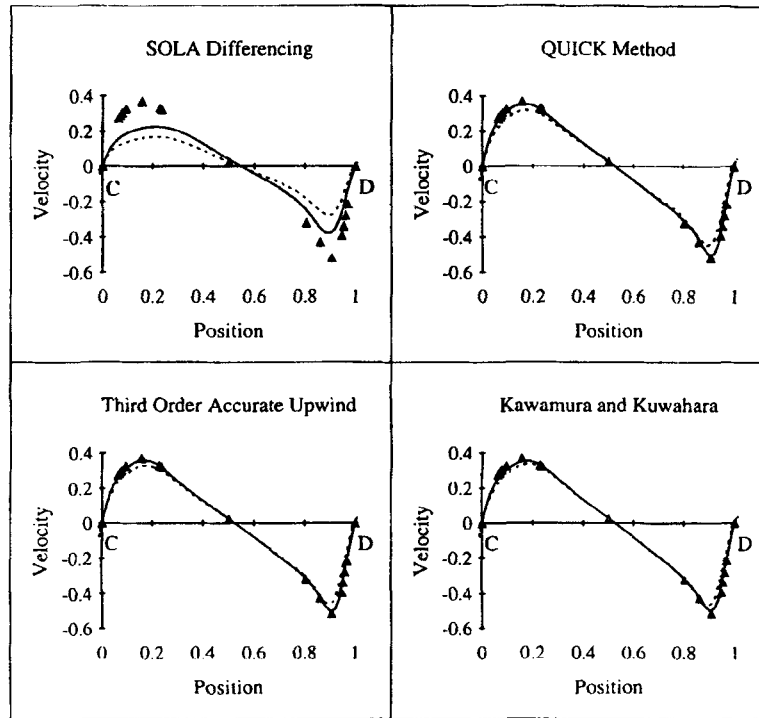 SOLA Differencing
0.4
0.2
0
-0.2
-0.4
-0.6
Velocity
C
D
0 0.2 0.4 0.6 0.8 1
Position
QUICK Method
0.4
0.2
0
-0.2
-0.4
-0.6
Velocity
C
D
0 0.2 0.4 0.6 0.8 1
Position
Third Order Accurate Upwind
0.4
0.2
0
-0.2
-0.4
-0.6
Velocity
C
D
0 0.2 0.4 0.6 0.8 1
Position
Kawamura and Kuwahara
0.4
0.2
0
-0.2
-0.4
-0.6
Velocity
C
D
0 0.2 0.4 0.6 0.8 1
Position